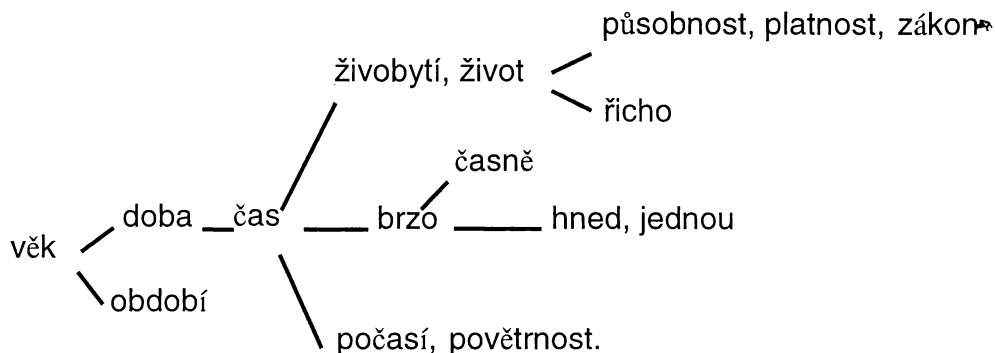 působnost, platnost, zákon
živobytí, život
řicho
časně
doba čas brzo hned, jednou
věk
období
počasí, povětrnost.